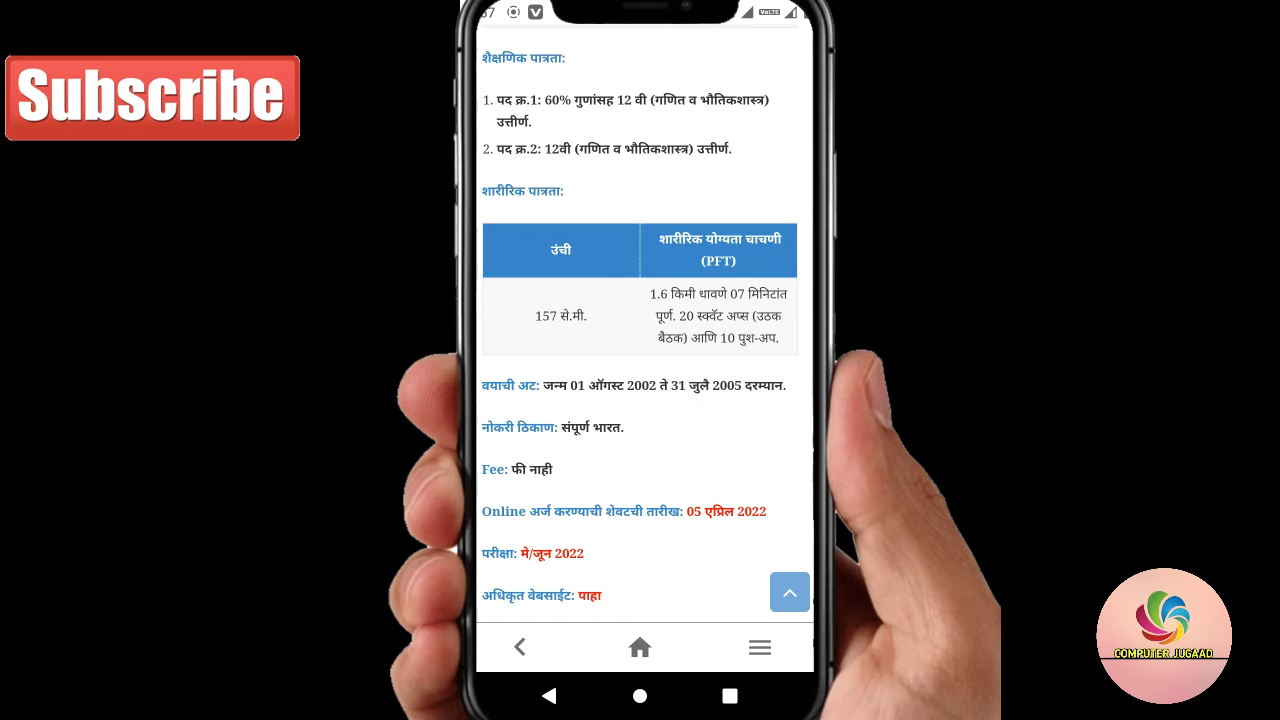 Subscribe
VoLTE
शैक्षणिक पात्रता:
1. पद क्र.1: 60% गुणांसह 12 वी (गणित व भौतिकशास्त्र)
उत्तीर्ण.
2. पद क्र.2: 12वी (गणित व भौतिकशास्त्र) उत्तीर्ण.
शारीरिक पात्रता:
उंची
शारीरिक योग्यता चाचणी
(PFT)
157 से.मी.
1.6 किमी धावणे 07 मिनिटांत
पूर्ण. 20 स्क्वॅट अप्स (उठक
बैठक) आणि 10 पुश-अप.
वयाची अट: जन्म 01 ऑगस्ट 2002 ते 31 जुलै 2005 दरम्यान.
नोकरी ठिकाण: संपूर्ण भारत.
Fee: फी नाही
Online अर्ज करण्याची शेवटची तारीख: 05 एप्रिल 2022
परीक्षा: मे/जून 2022
अधिकृत वेबसाईट: पाहा
COMPUTER JUGAAD